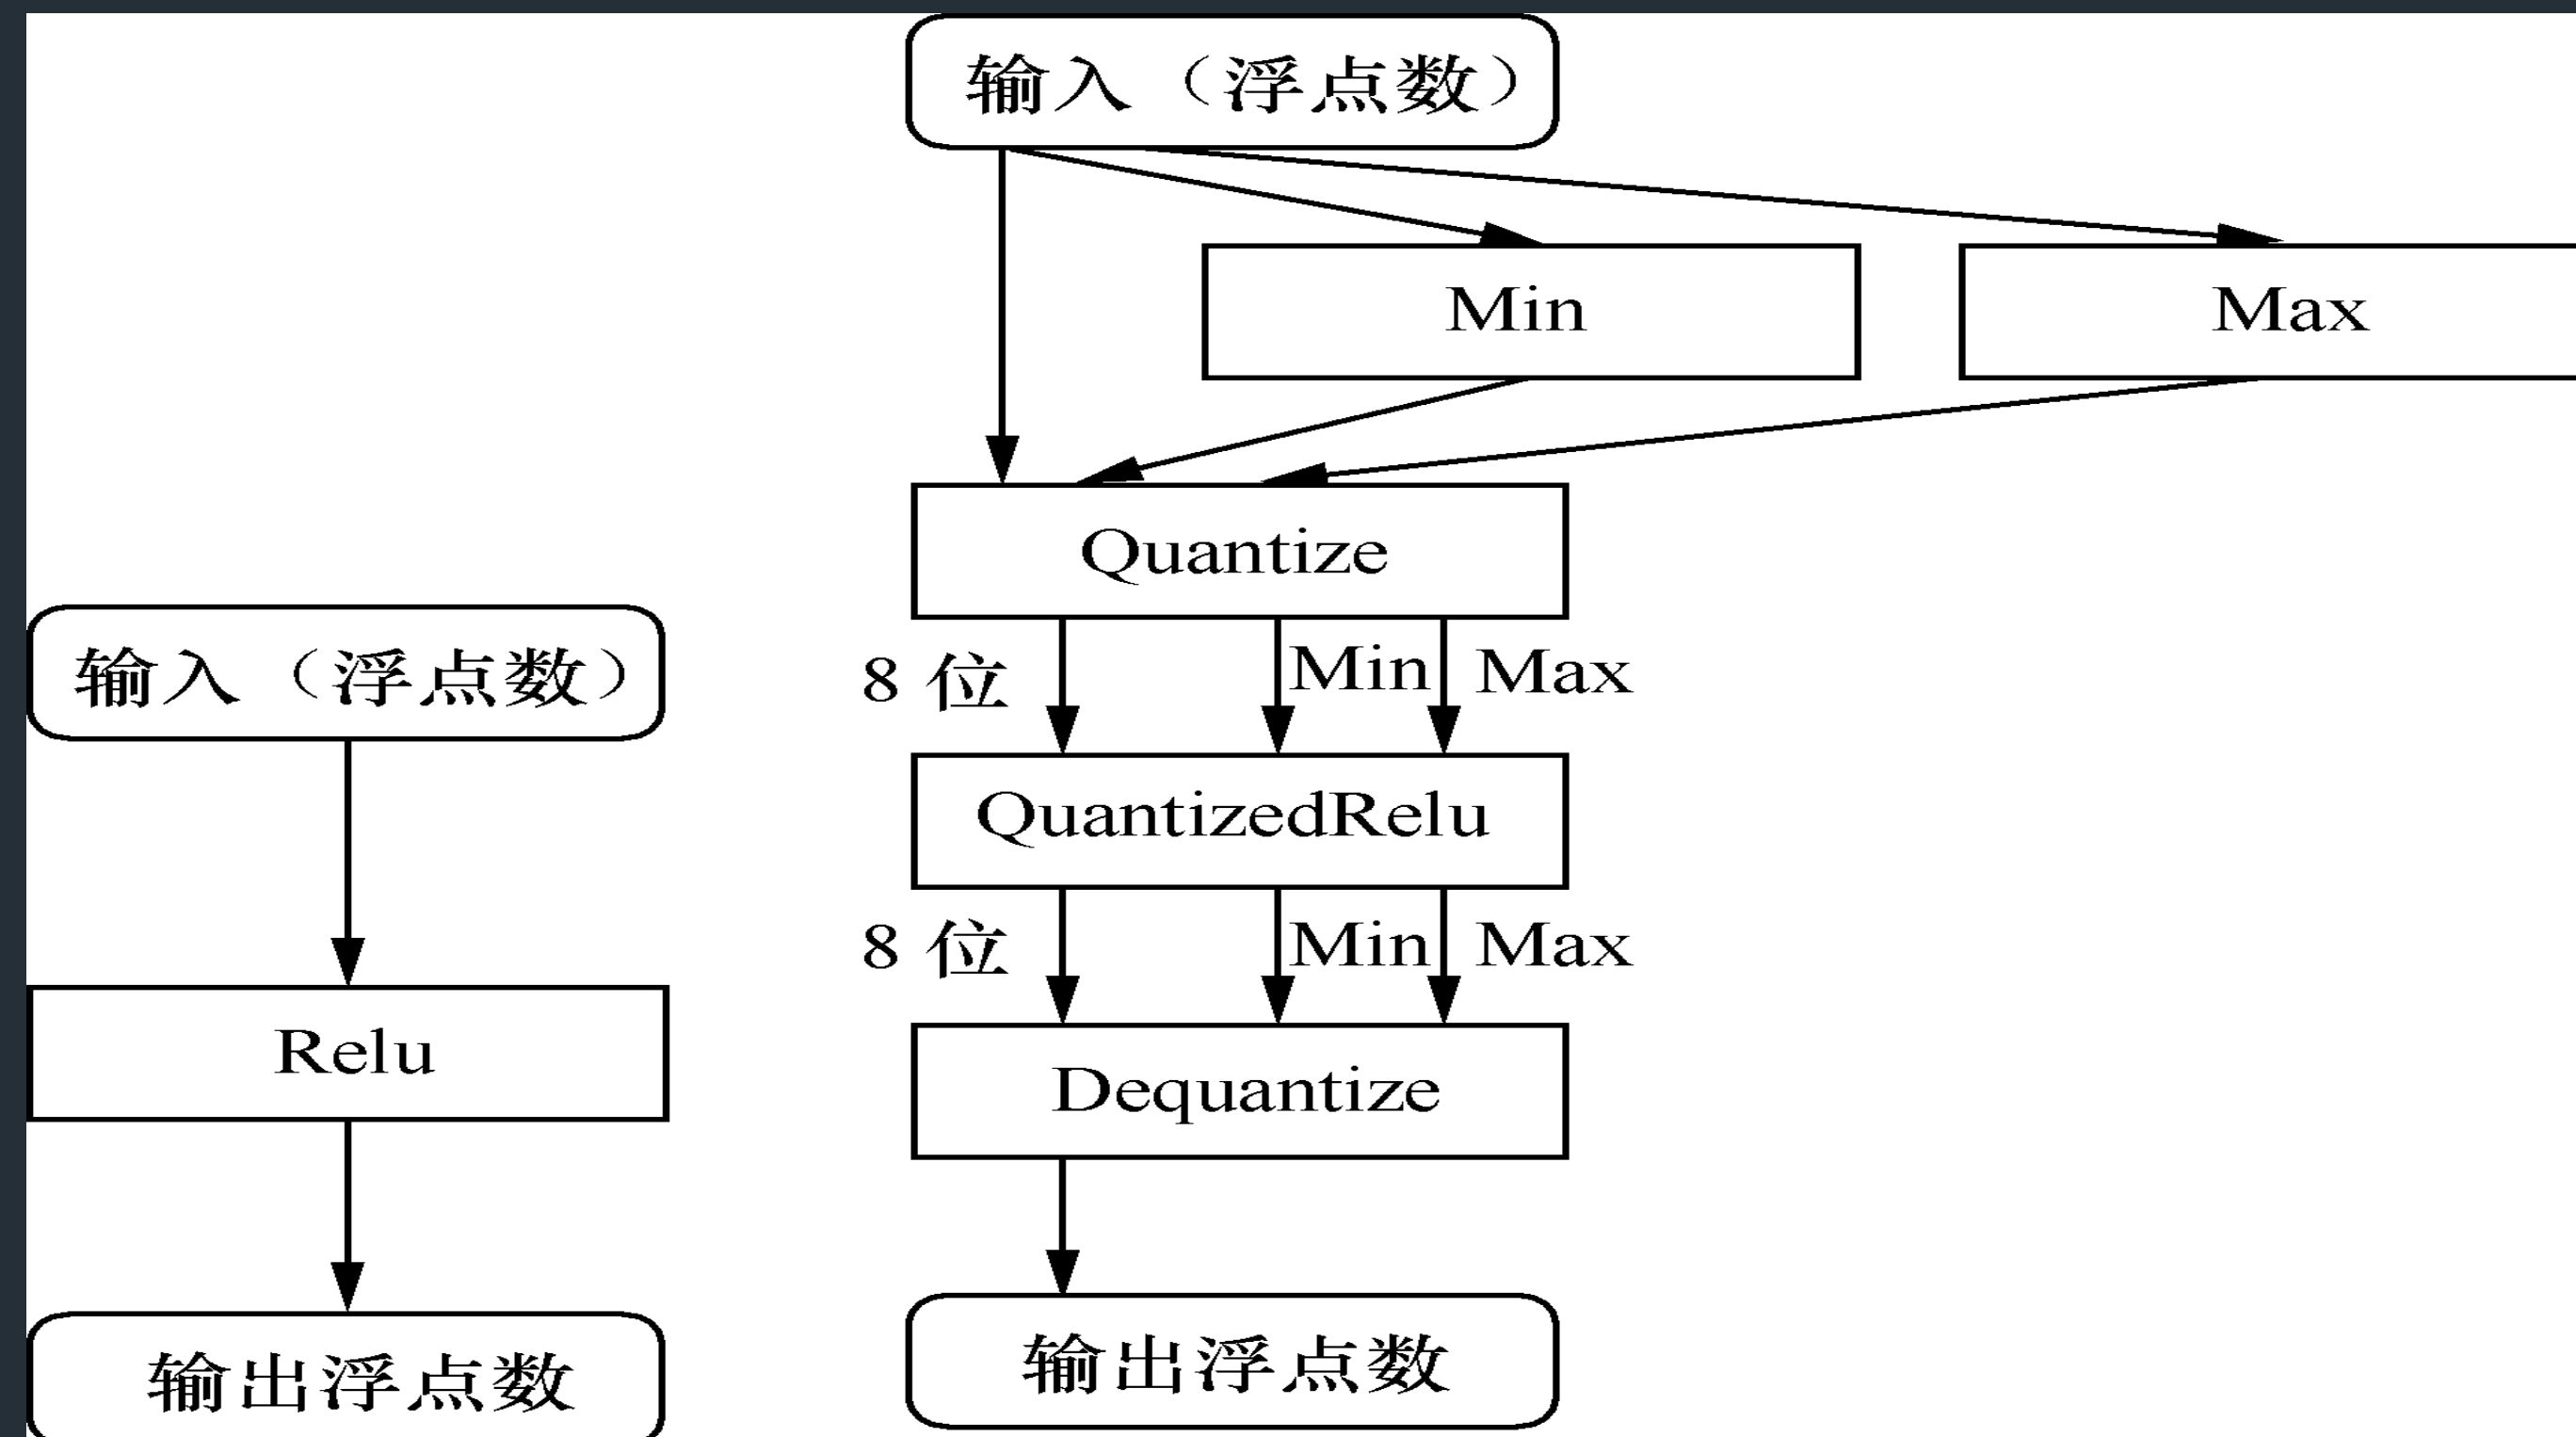 输入（浮点数）
Min
Max
Quantize
8 位 Min Max
QuantizedRelu
8 位 Min Max
Dequantize
输出浮点数
输入（浮点数）
Relu
输出浮点数